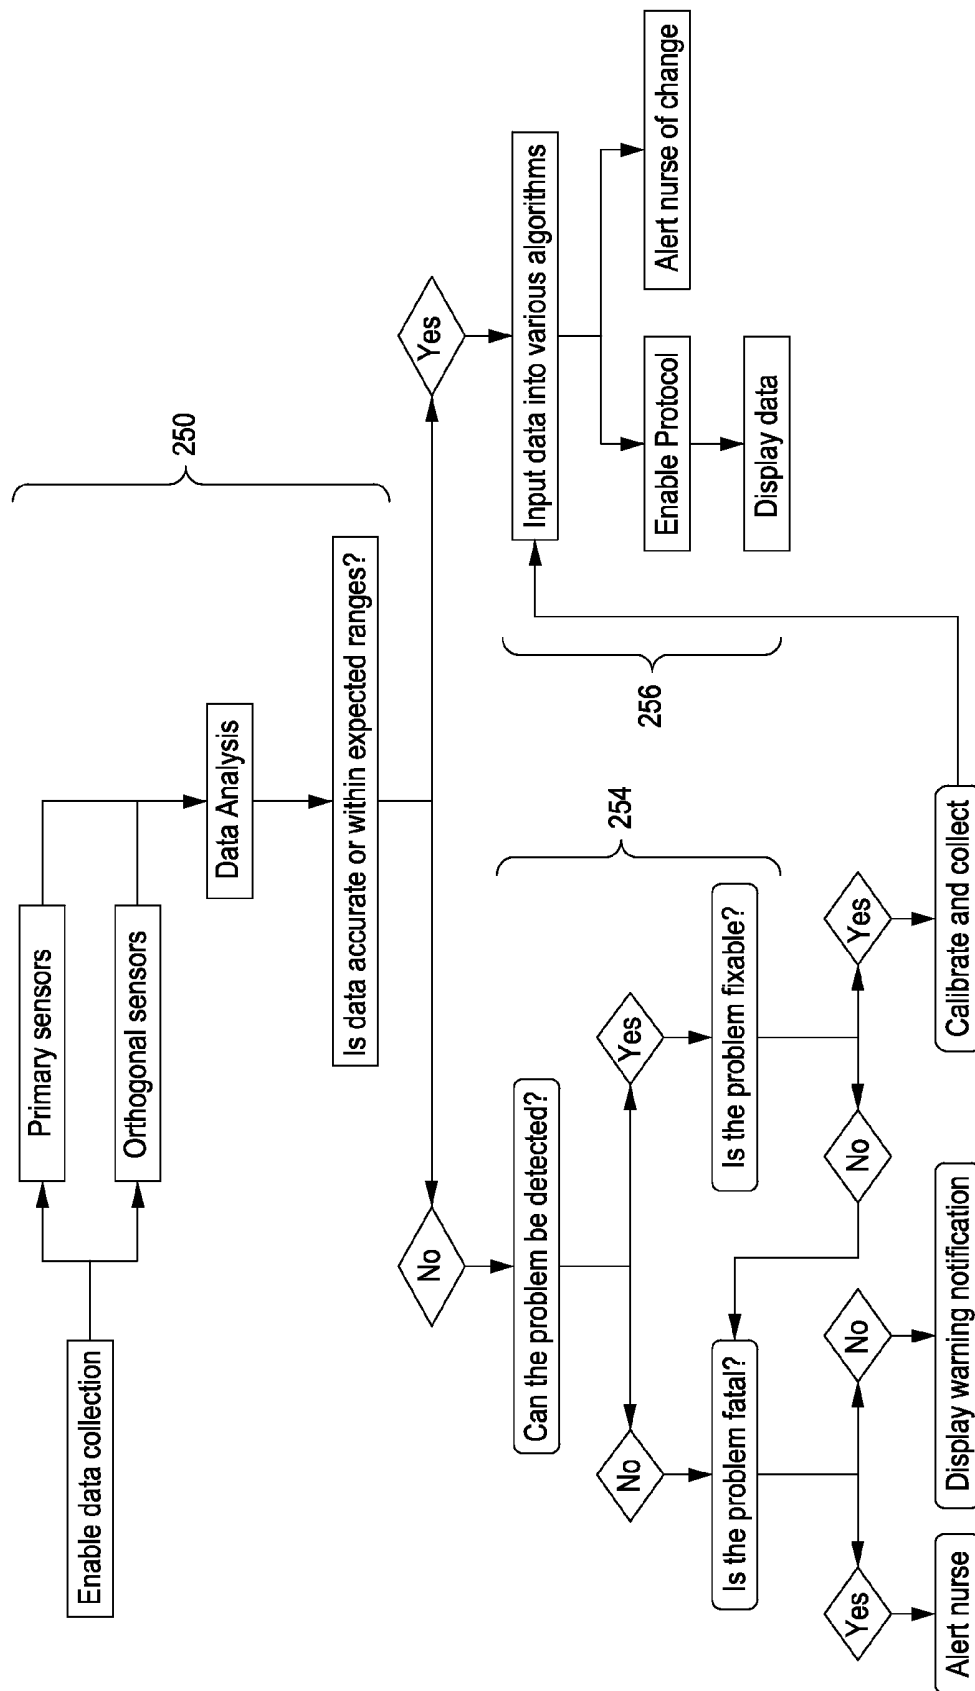 Enable data collection
Primary sensors
Orthogonal sensors
Data Analysis
Is data accurate or within expected ranges?
250
No
Yes
Can the problem be detected?
Input data into various algorithms
No
Yes
254
256
Enable Protocol
Alert nurse of change
Is the problem fatal?
Is the problem fixable?
Display data
Yes
No
No
Yes
Alert nurse
Display warning notification
Calibrate and collect